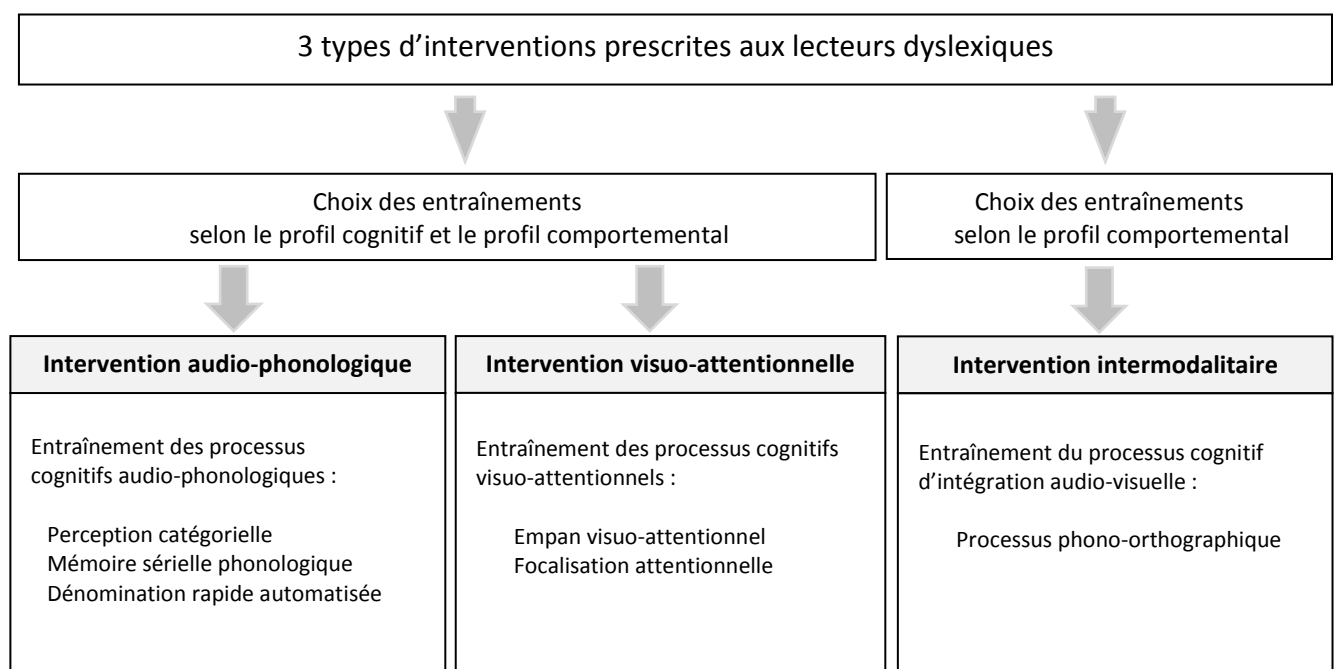 3 types d’interventions prescrites aux lecteurs dyslexiques
Choix des entraînements
selon le profil cognitif et le profil comportemental
Choix des entraînements
selon le profil comportemental
Intervention audio-phonologique
Entraînement des processus
cognitifs audio-phonologiques :
Perception catégorielle
Mémoire sérielle phonologique
Dénomination rapide automatisée
Intervention visuo-attentionnelle
Entraînement des processus cognitifs
visuo-attentionnels :
Empan visuo-attentionnel
Focalisation attentionnelle
Intervention intermodalitaire
Entraînement du processus cognitif
d’intégration audio-visuelle :
Processus phono-orthographique